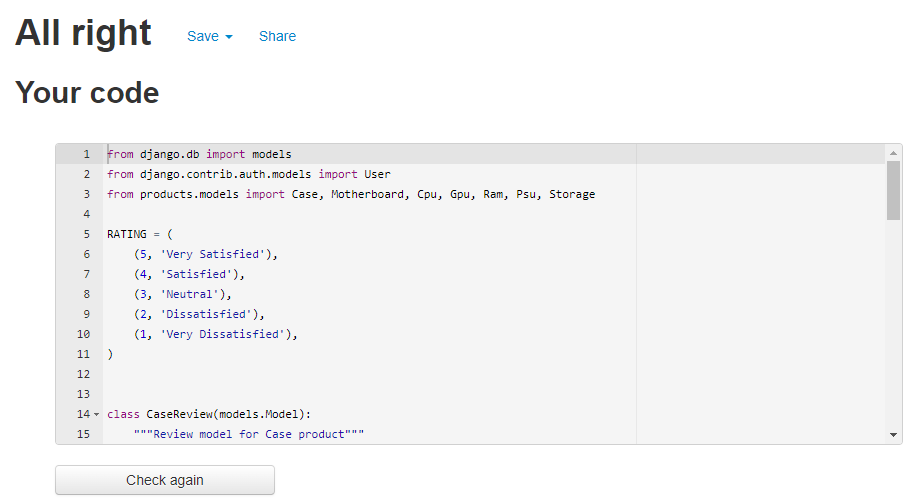 All right Save Share
Your code
1 from django.db import models
2 from django.contrib.auth.models import User
3 from products.models import Case, Motherboard, Cpu, Gpu, Ram, Psu, Storage
4
5 RATING = (
6     (5, 'Very Satisfied'),
7     (4, 'Satisfied'),
8     (3, 'Neutral'),
9     (2, 'Dissatisfied'),
10     (1, 'Very Dissatisfied'),
11 )
12
13
14 class CaseReview(models.Model):
15     """Review model for Case product"""
Check again